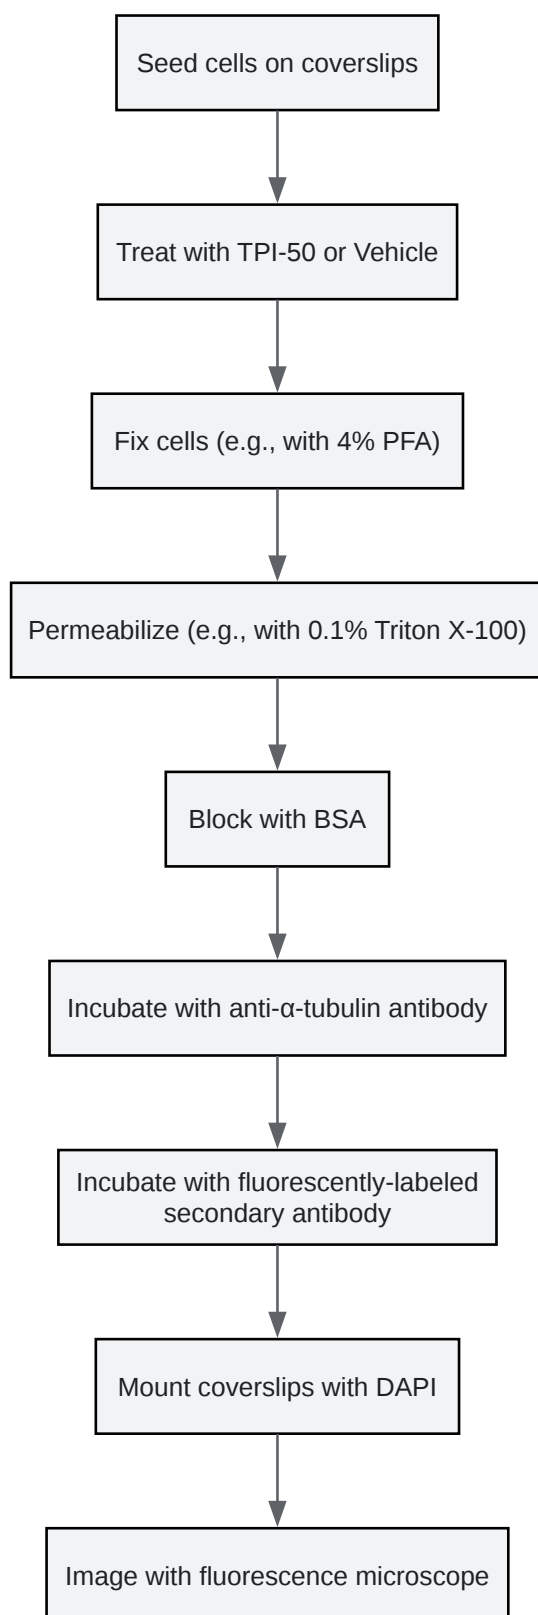 Seed cells on coverslips
Treat with TPI-50 or Vehicle
Fix cells (e.g., with 4% PFA)
Permeabilize (e.g., with 0.1% Triton X-100)
Block with BSA
Incubate with anti-α-tubulin antibody
Incubate with fluorescently-labeled
secondary antibody
Mount coverslips with DAPI
Image with fluorescence microscope